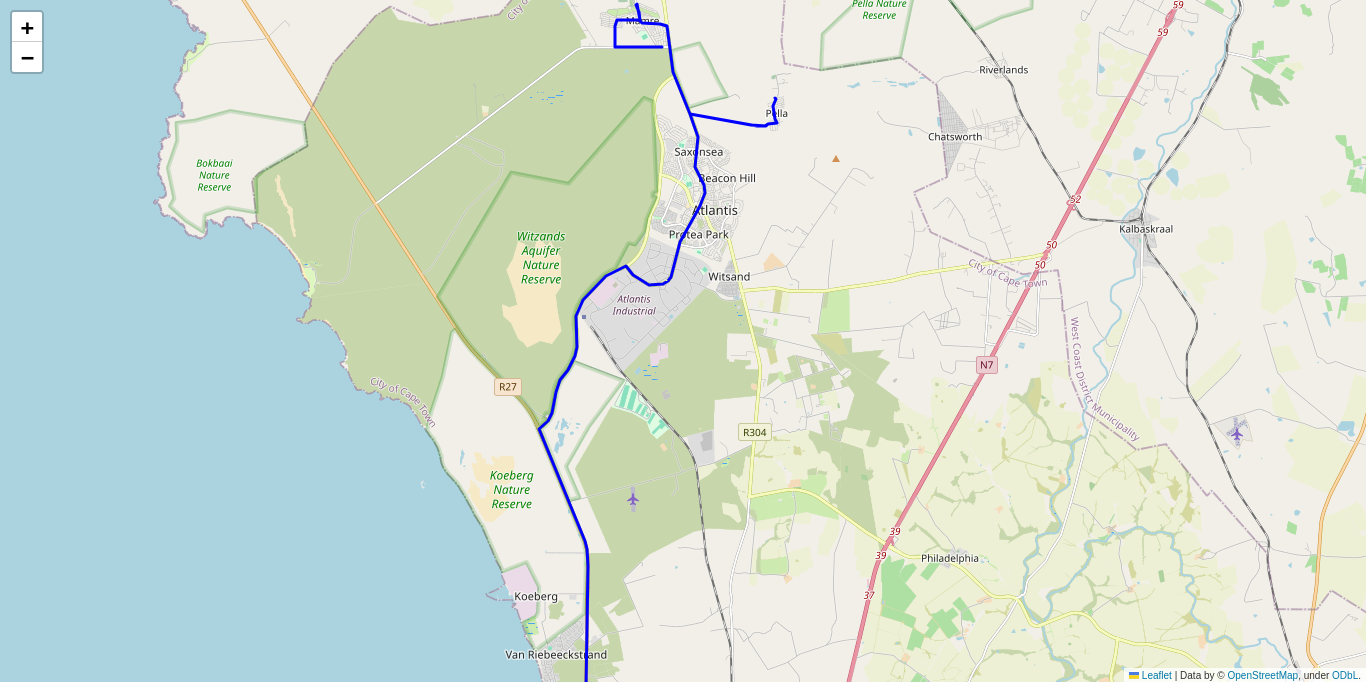 +
−
City of C
Mamre
Pella Nature
Reserve
59
59
Riverlands
Pella
Chatsworth
Saxonsea
Bokbaai
Nature
Reserve
Beacon Hill
52
Atlantis
Kalbaskraal
Witzands
Aquifer
Nature
Reserve
Protea Park
50
50
City of Cape Town
Witsand
Atlantis
Industrial
West Coast District Municipality
N7
R27
City of Cape Town
R304
Koeberg
Nature
Reserve
39
39
Philadelphia
37
Koeberg
Van Riebeeckstrand
Leaflet | Data by © OpenStreetMap, under ODbL.